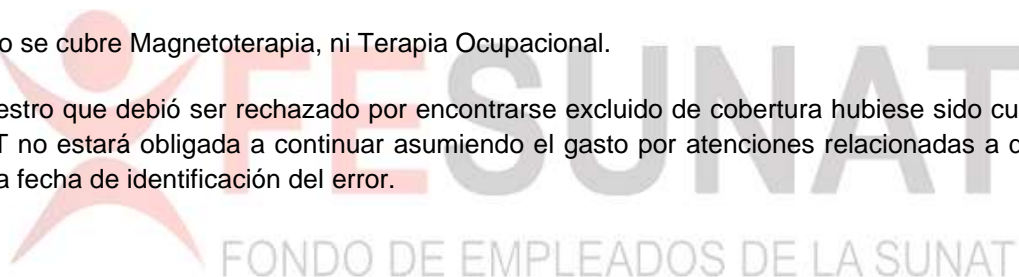 o se cubre Magnetoterapia, ni Terapia Ocupacional.
estro que debió ser rechazado por encontrarse excluido de cobertura hubiese sido cu
T no estará obligada a continuar asumiendo el gasto por atenciones relacionadas a d
a fecha de identificación del error.
FESUNAT
FONDO DE EMPLEADOS DE LA SUNAT